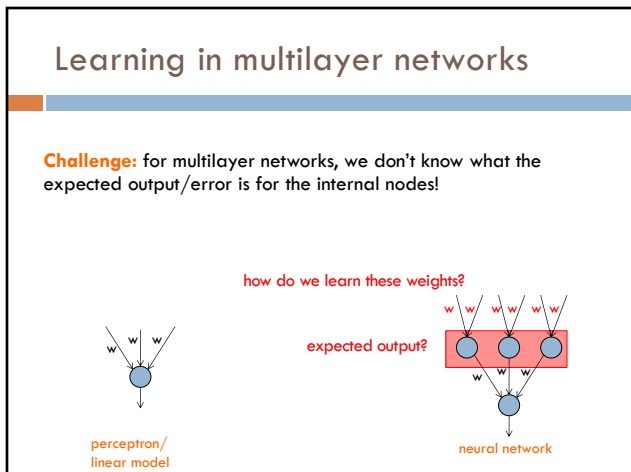 Learning in multilayer networks
Challenge: for multilayer networks, we don't know what the
expected output/error is for the internal nodes!
how do we learn these weights?
w w w w w w
expected output?
w w w
w w w
perceptron/
linear model
neural network